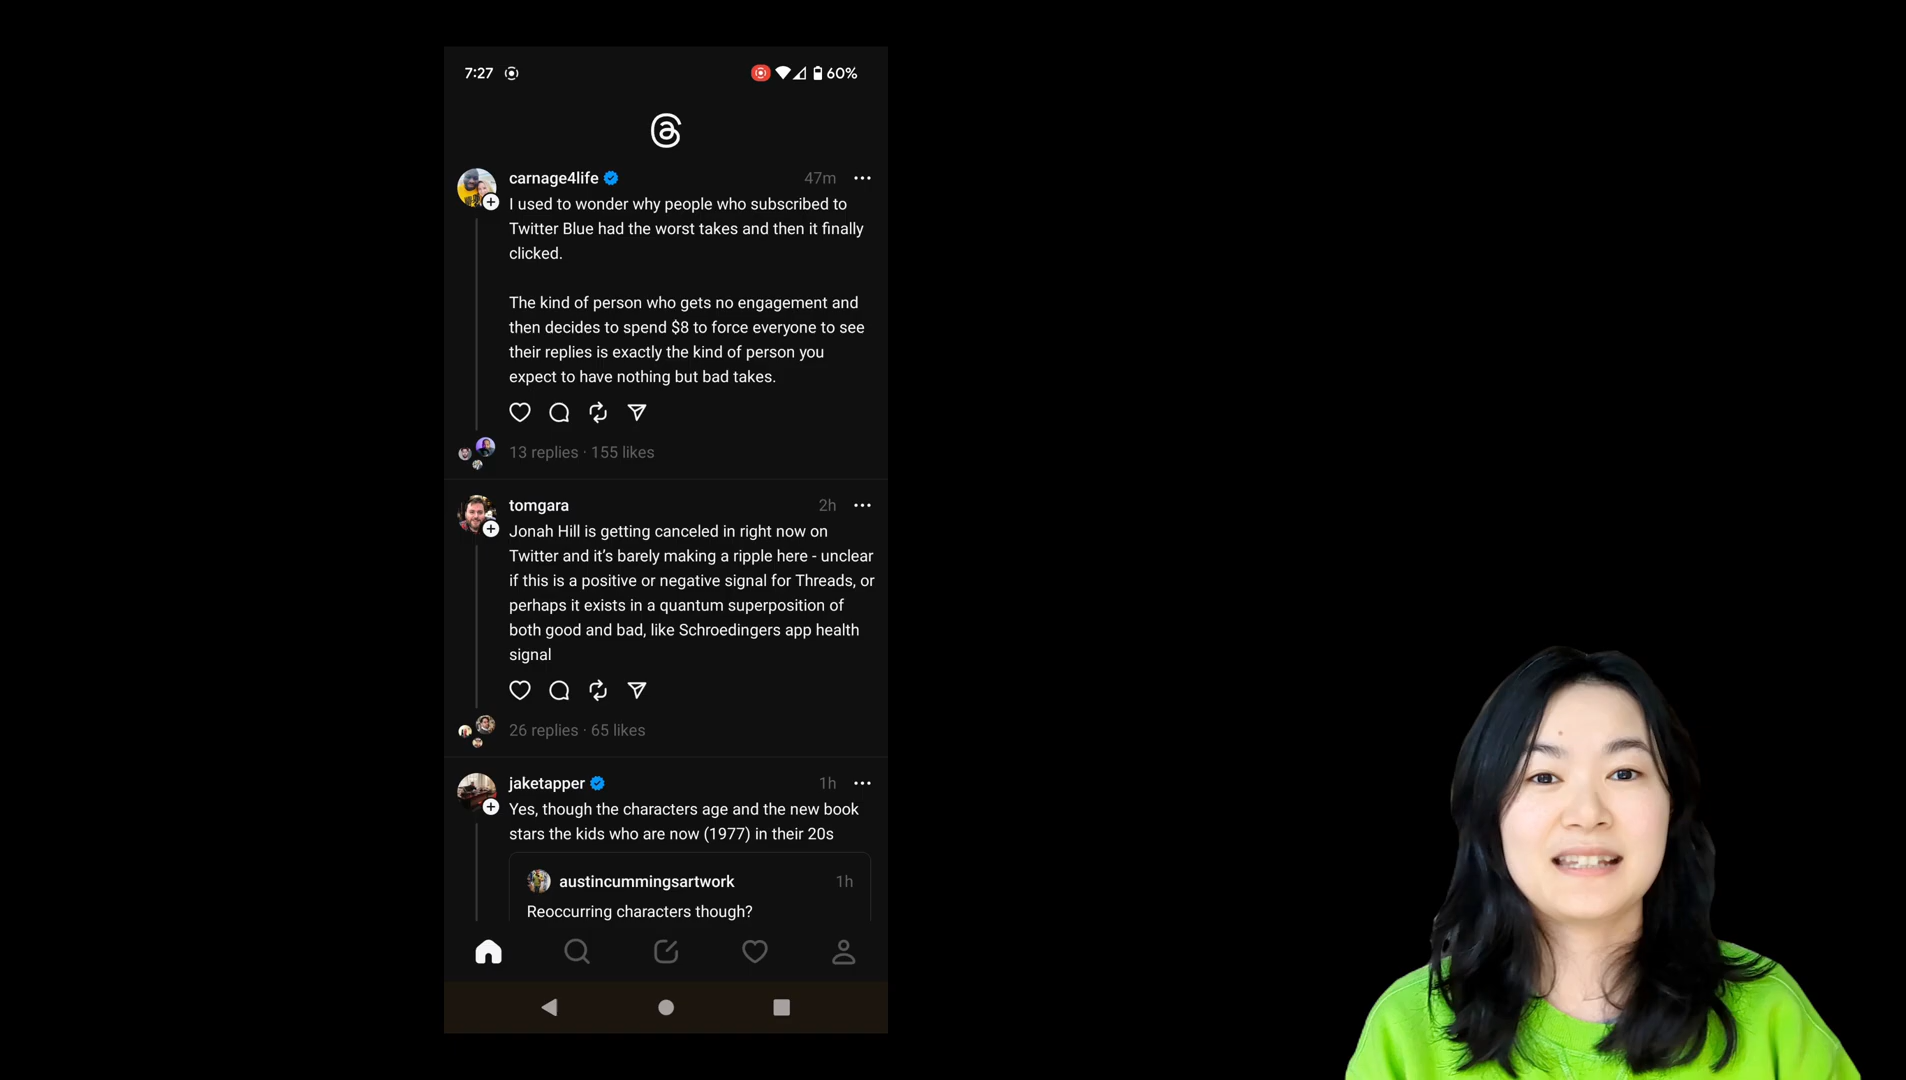 7:27
60%
carnage4life
47m
I used to wonder why people who subscribed to
Twitter Blue had the worst takes and then it finally
clicked.
The kind of person who gets no engagement and
then decides to spend $8 to force everyone to see
their replies is exactly the kind of person you
expect to have nothing but bad takes.
13 replies · 155 likes
tomgara
2h
Jonah Hill is getting canceled in right now on
Twitter and it’s barely making a ripple here - unclear
if this is a positive or negative signal for Threads, or
perhaps it exists in a quantum superposition of
both good and bad, like Schroedingers app health
signal
26 replies · 65 likes
jaketapper
1h
Yes, though the characters age and the new book
stars the kids who are now (1977) in their 20s
austincummingsartwork
1h
Reoccurring characters though?